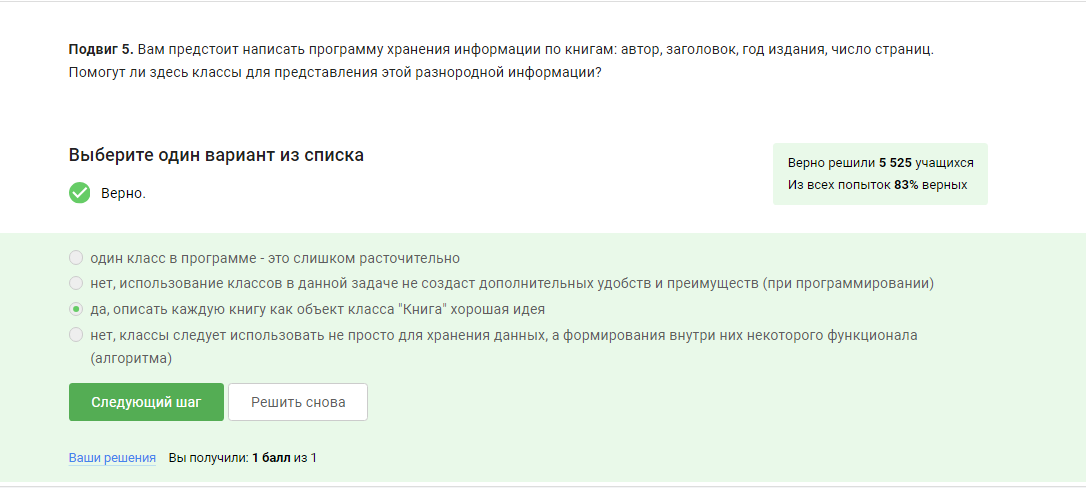 Подвиг 5. Вам предстоит написать программу хранения информации по книгам: автор, заголовок, год издания, число страниц.
Помогут ли здесь классы для представления этой разнородной информации?
Выберите один вариант из списка
Верно.
Верно решили 5 525 учащихся
Из всех попыток 83% верных
один класс в программе - это слишком расточительно
нет, использование классов в данной задаче не создаст дополнительных удобств и преимуществ (при программировании)
да, описать каждую книгу как объект класса "Книга" хорошая идея
нет, классы следует использовать не просто для хранения данных, а формирования внутри них некоторого функционала
(алгоритма)
Следующий шаг
Решить снова
Ваши решения Вы получили: 1 балл из 1